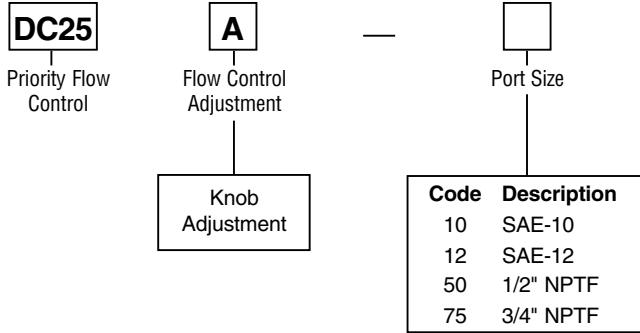 DC25 A —
Priority Flow Control
Flow Control Adjustment
Port Size
Knob Adjustment
Code Description
10 SAE-10
12 SAE-12
50 1/2" NPTF
75 3/4" NPTF